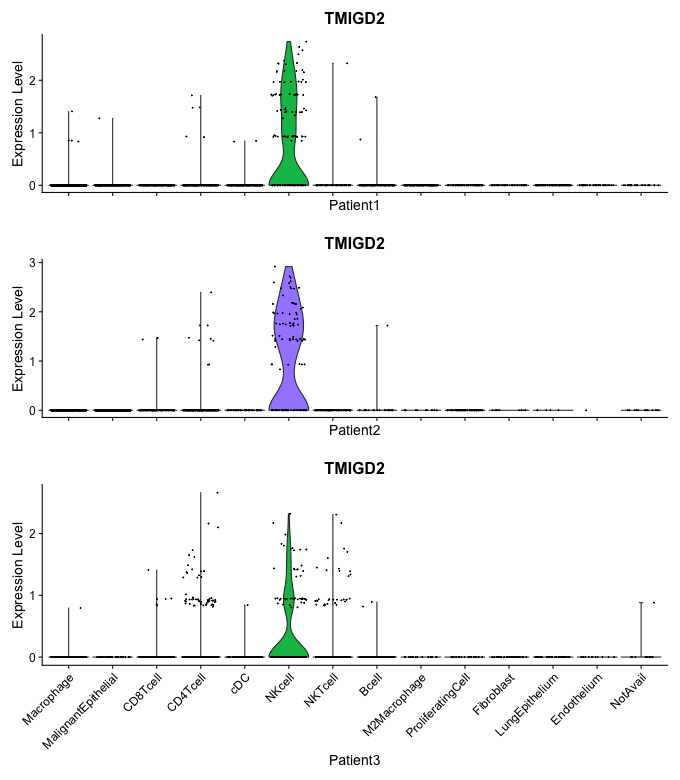 TMIGD2
Expression Level
2
1
0
Patient1
TMIGD2
Expression Level
3
2
1
0
Patient2
TMIGD2
Expression Level
2
1
0
Macrophage
MalignantEpithelial
CD8Tcell
CD4Tcell
cDC
NKcell
NKTcell
Bcell
M2Macrophage
ProliferatingCell
Fibroblast
LungEpithelium
Endothelium
NotAvail
Patient3